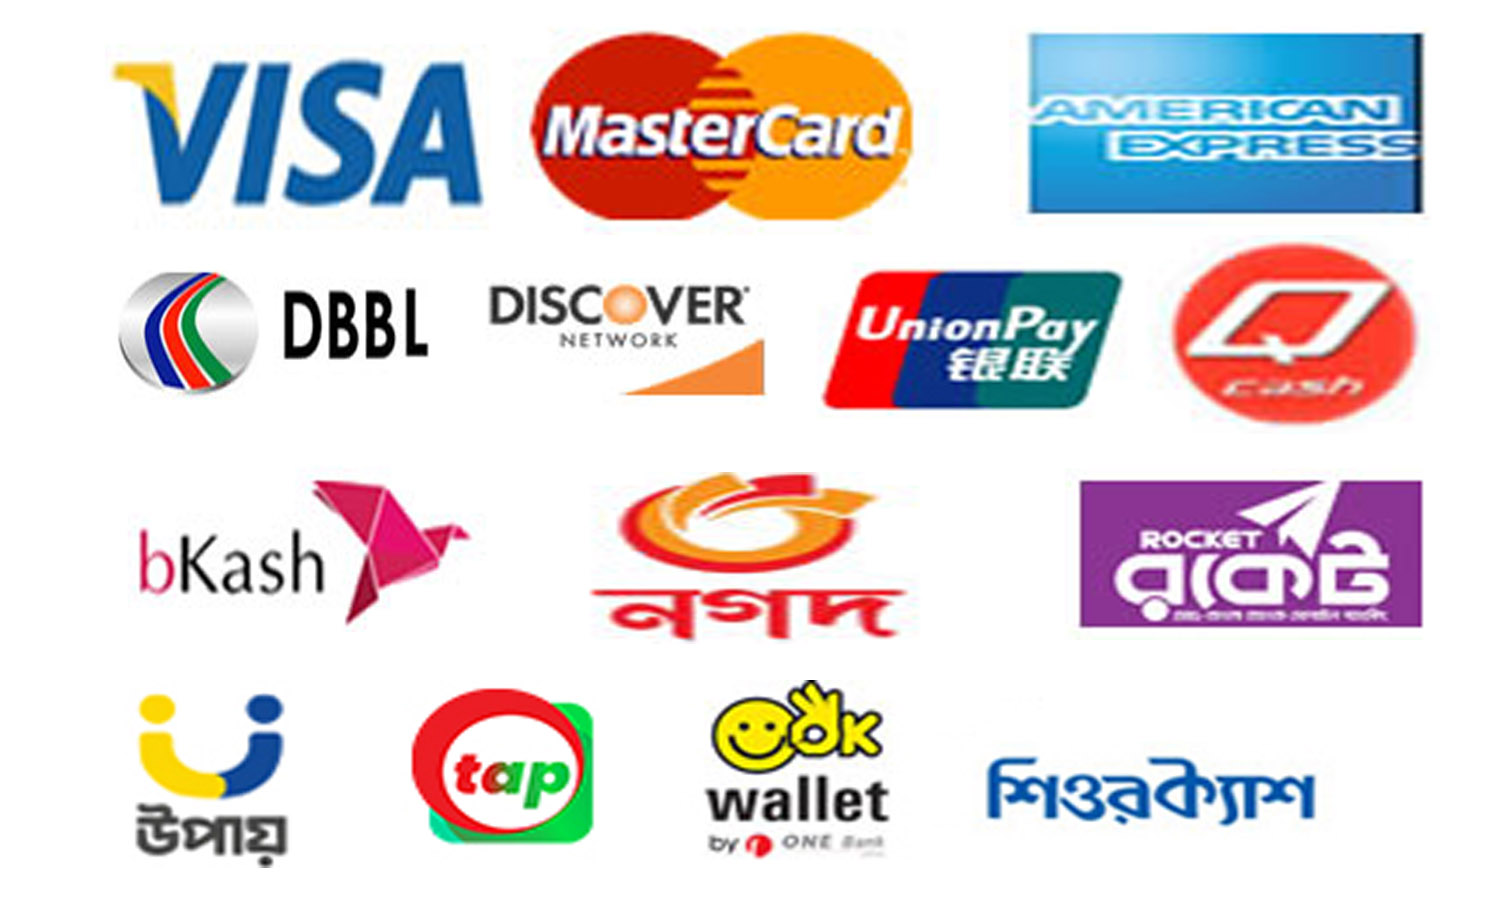 VISA
MasterCard
AMERICAN
EXPRESS
DBBL
DISCOVER
NETWORK
UnionPay
银联
Q
cash
bKash
নগদ
ROCKET
রকেট
উপায়
tap
OK
wallet
by ONE Bank
শিওরক্যাশ